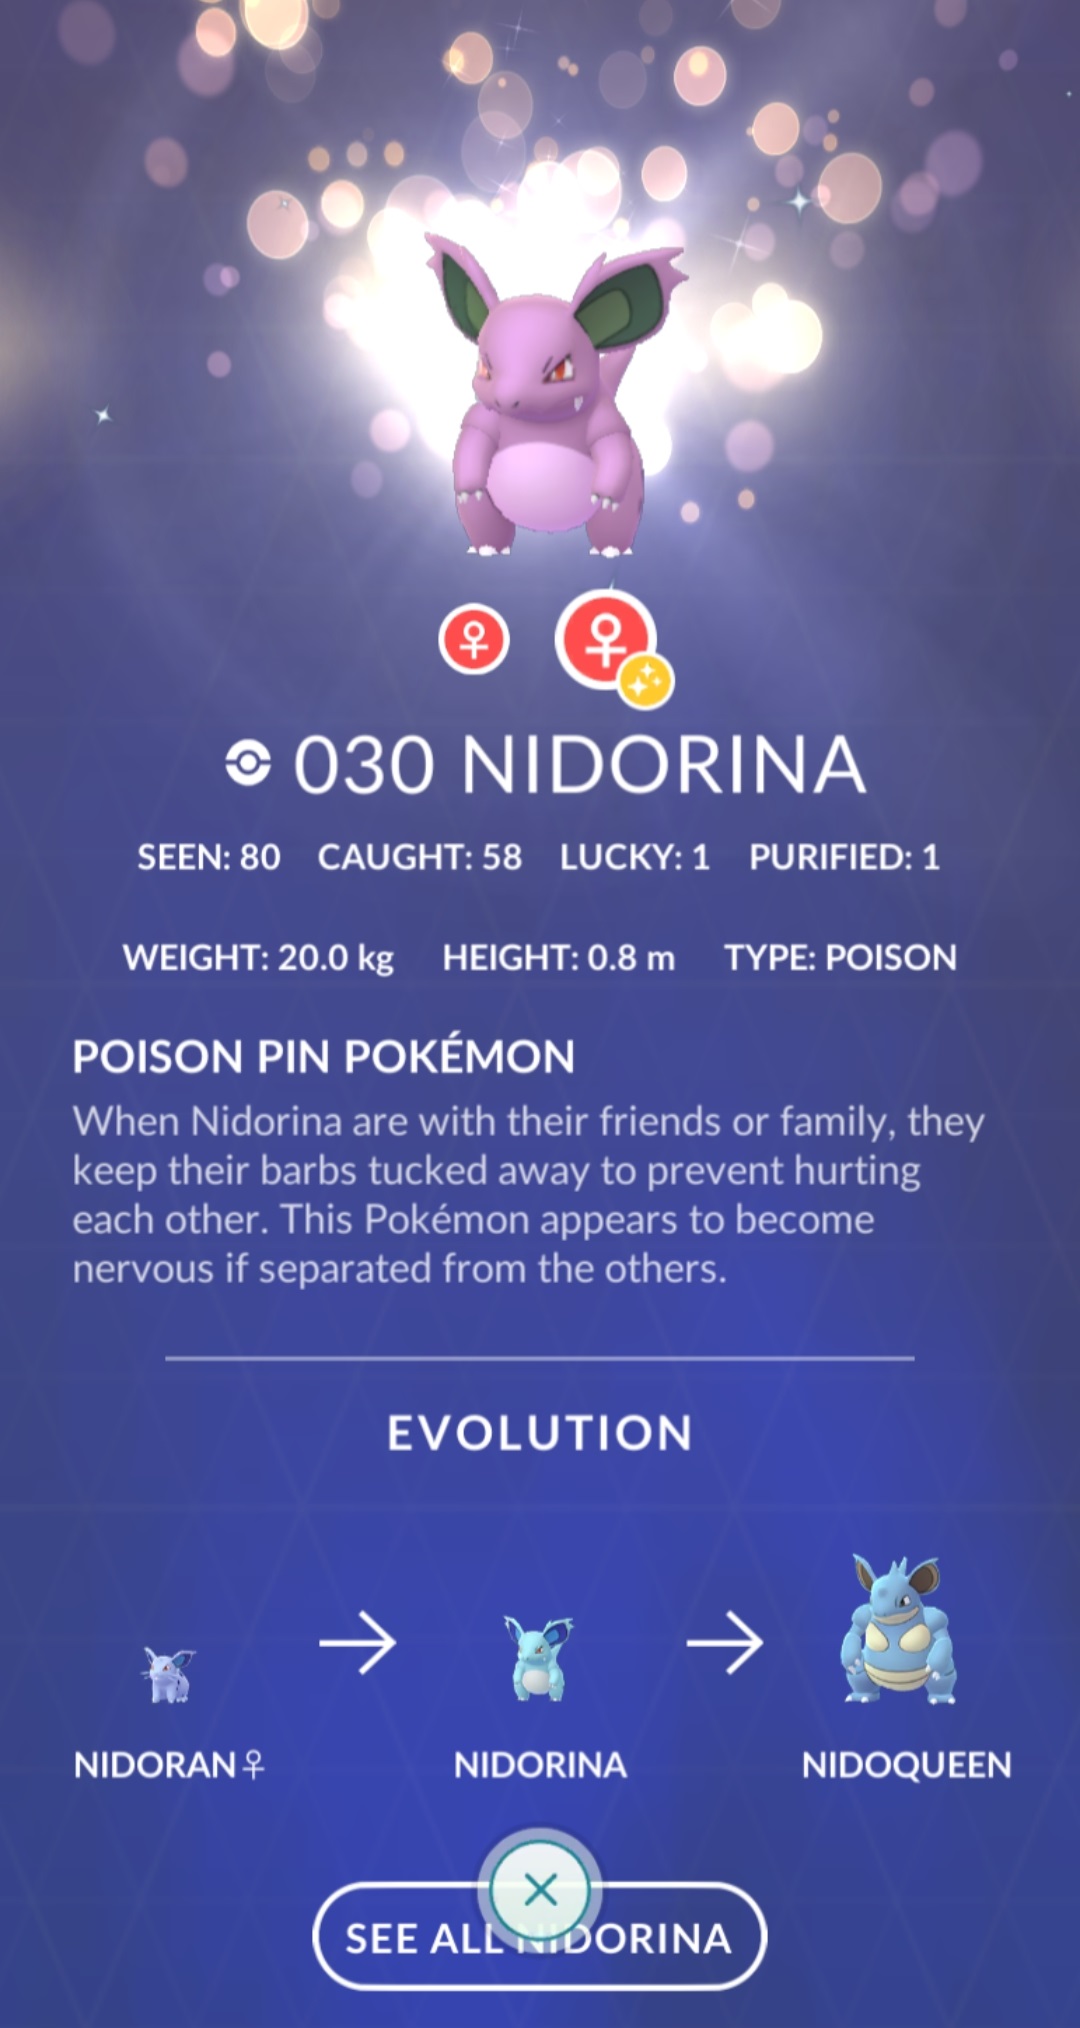 030 NIDORINA
SEEN: 80 CAUGHT: 58 LUCKY: 1 PURIFIED: 1
WEIGHT: 20.0 kg HEIGHT: 0.8 m TYPE: POISON
POISON PIN POKÉMON
When Nidorina are with their friends or family, they
keep their barbs tucked away to prevent hurting
each other. This Pokémon appears to become
nervous if separated from the others.
EVOLUTION
NIDORAN♀ NIDORINA NIDOQUEEN
SEE ALL NIDORINA